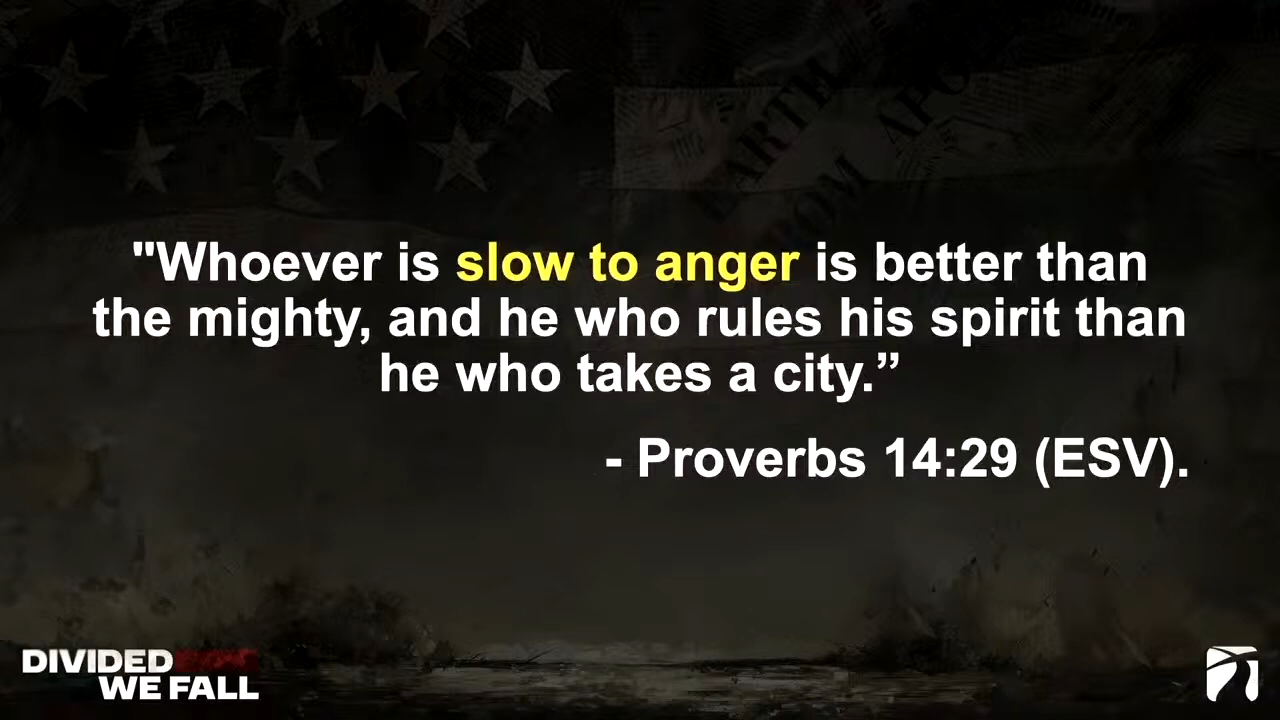 EARTH
"Whoever is slow to anger is better than
the mighty, and he who rules his spirit than
he who takes a city.”
- Proverbs 14:29 (ESV).
DIVIDED
WE FALL